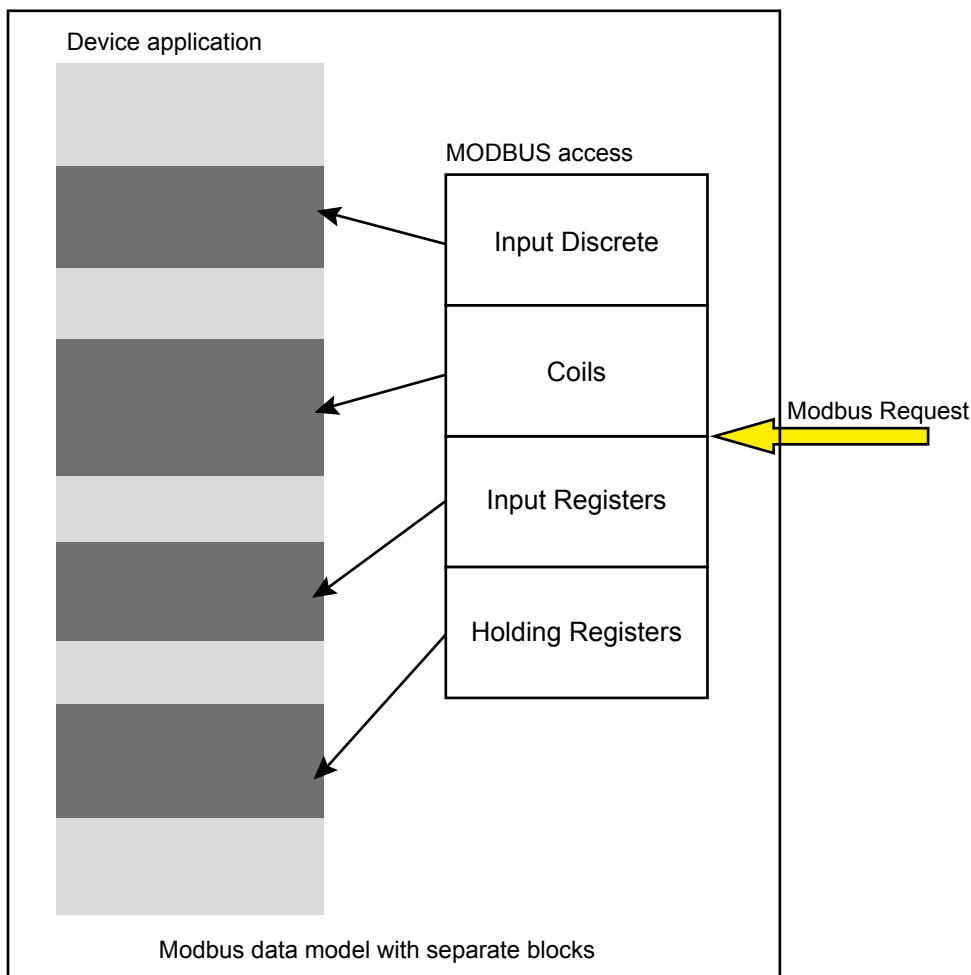 Device application
MODBUS access
Input Discrete
Coils
Modbus Request
Input Registers
Holding Registers
Modbus data model with separate blocks